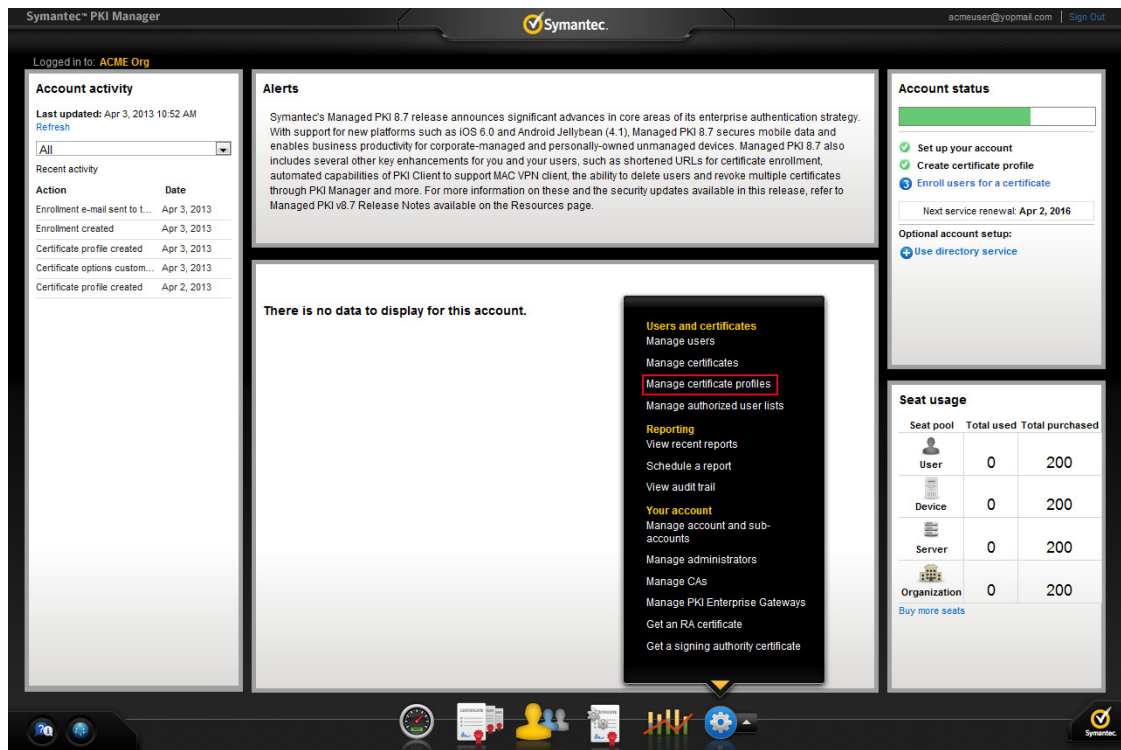 Symantec™ PKI Manager
Symantec.
acmeuser@yopmail.com | Sign Out
Logged in to: ACME Org
Account activity
Last updated: Apr 3, 2013 10:52 AM
Refresh
All
Recent activity
Action Date
Enrollment e-mail sent to t... Apr 3, 2013
Enrollment created Apr 3, 2013
Certificate profile created Apr 3, 2013
Certificate options custom... Apr 3, 2013
Certificate profile created Apr 2, 2013
Alerts
Symantec's Managed PKI 8.7 release announces significant advances in core areas of its enterprise authentication strategy.
With support for new platforms such as iOS 6.0 and Android Jellybean (4.1), Managed PKI 8.7 secures mobile data and
enables business productivity for corporate-managed and personally-owned unmanaged devices. Managed PKI 8.7 also
includes several other key enhancements for you and your users, such as shortened URLs for certificate enrollment,
automated capabilities of PKI Client to support MAC VPN client, the ability to delete users and revoke multiple certificates
through PKI Manager and more. For more information on these and the security updates available in this release, refer to
Managed PKI v8.7 Release Notes available on the Resources page.
There is no data to display for this account.
Users and certificates
Manage users
Manage certificates
Manage certificate profiles
Manage authorized user lists
Reporting
View recent reports
Schedule a report
View audit trail
Your account
Manage account and sub-
accounts
Manage administrators
Manage CAs
Manage PKI Enterprise Gateways
Get an RA certificate
Get a signing authority certificate
Account status
Set up your account
Create certificate profile
3 Enroll users for a certificate
Next service renewal: Apr 2, 2016
Optional account setup:
Use directory service
Seat usage
Seat pool Total used Total purchased
User 0 200
Device 0 200
Server 0 200
Organization 0 200
Buy more seats
CERTIFICATE
Symantec.